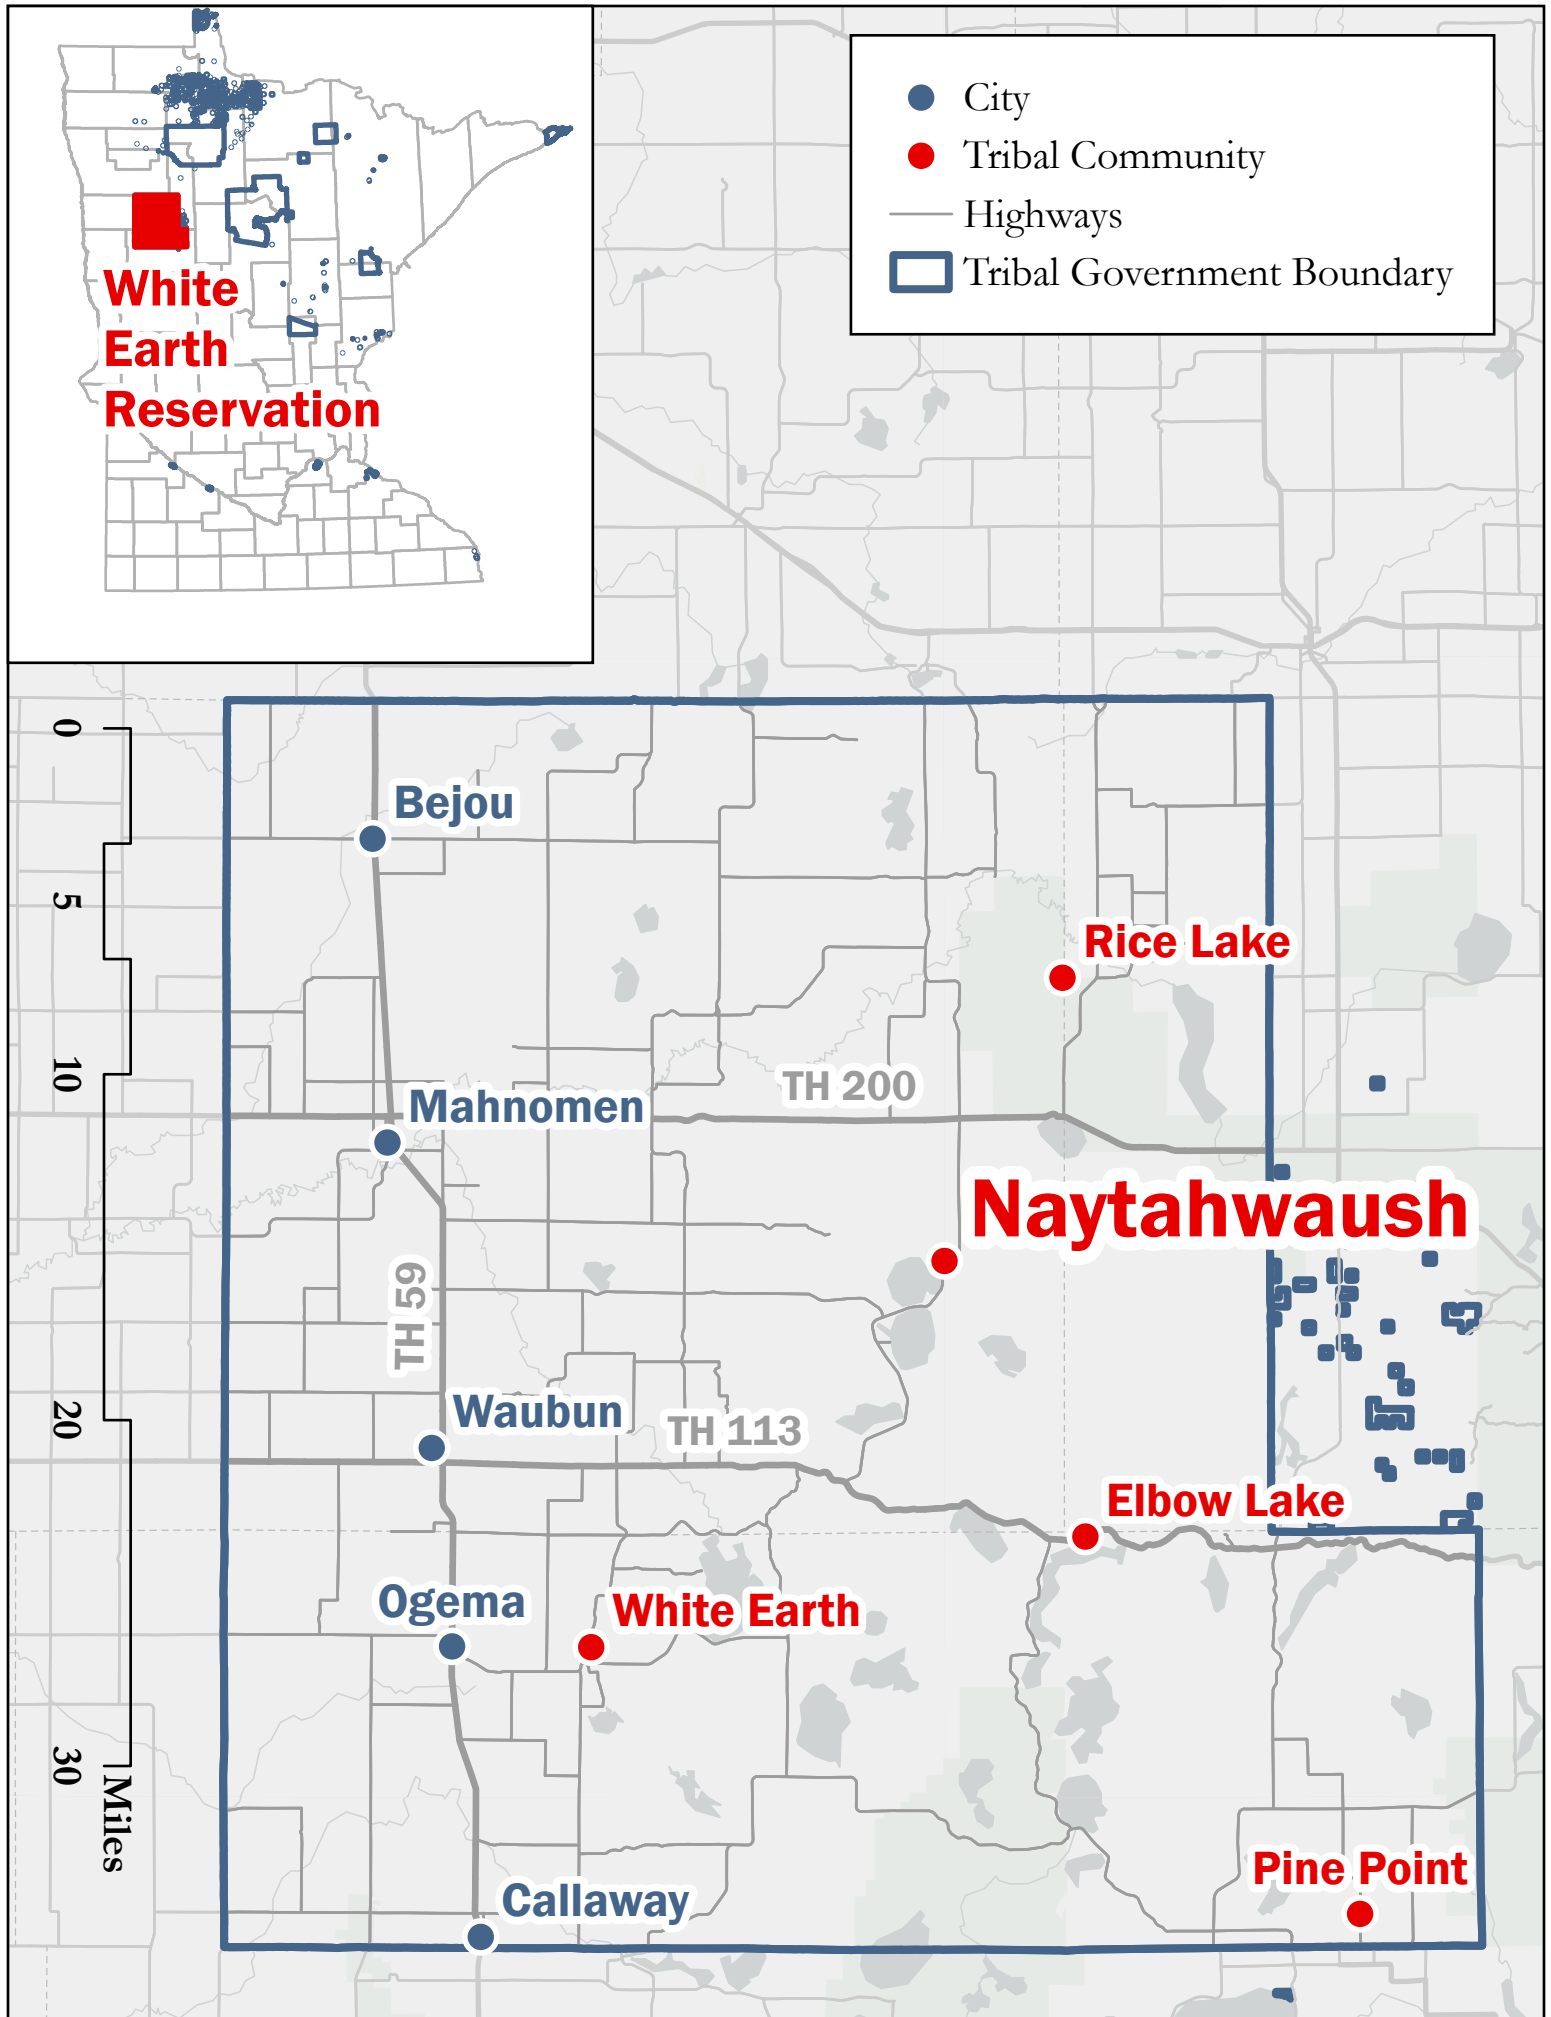 White
Earth
Reservation
City
Tribal Community
Highways
Tribal Government Boundary
0
5
10
20
30
Miles
Bejou
Rice Lake
TH 200
Mahnomen
Naytahwaush
TH 59
Waubun
TH 113
Elbow Lake
Ogema
White Earth
Pine Point
Callaway